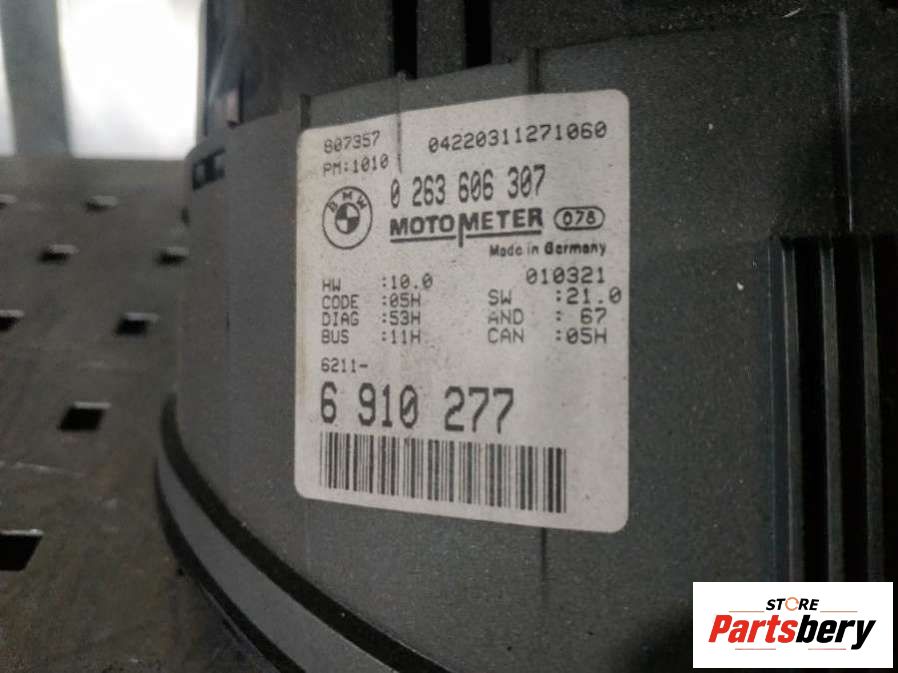 807357 04220311271060
PM:1010
BMW
0 263 606 307
MOTOMETER 078
Made in Germany
010321
HW :10.0 SW :21.0
CODE :05H AND : 67
DIAG :53H CAN :05H
BUS :11H
6211-
6 910 277
STORE
Partsbery